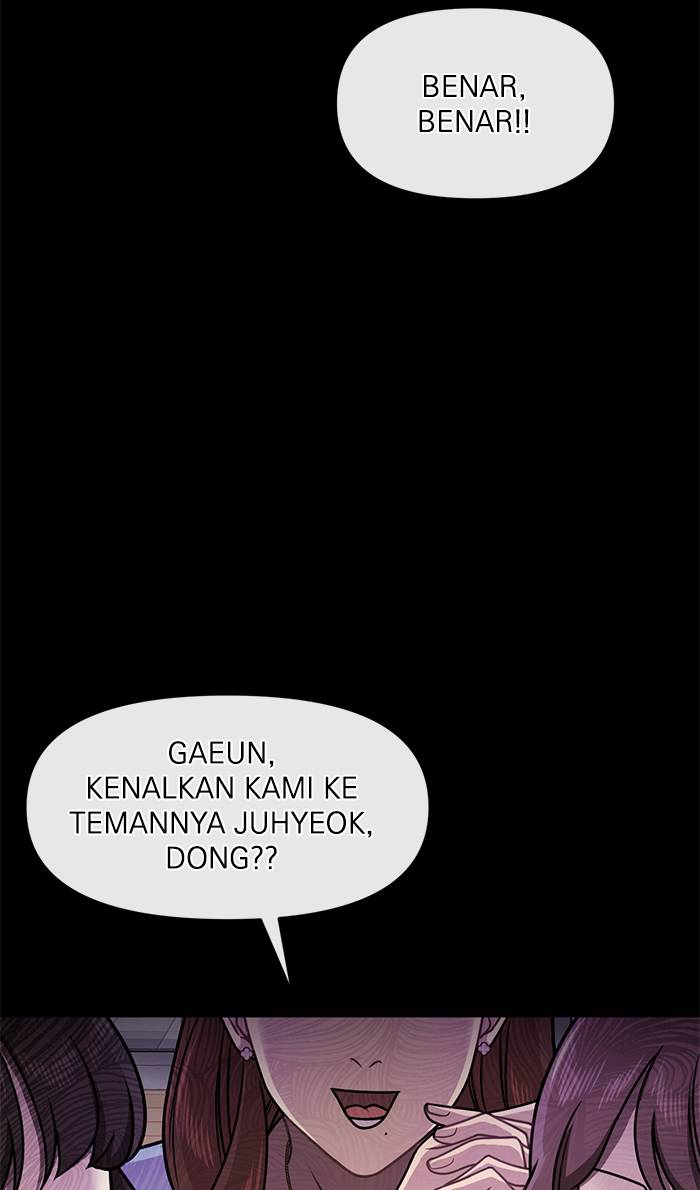 BENAR,
BENAR!!
GAEUN,
KENALKAN KAMI KE
TEMANNYA JUHYEOK,
DONG??